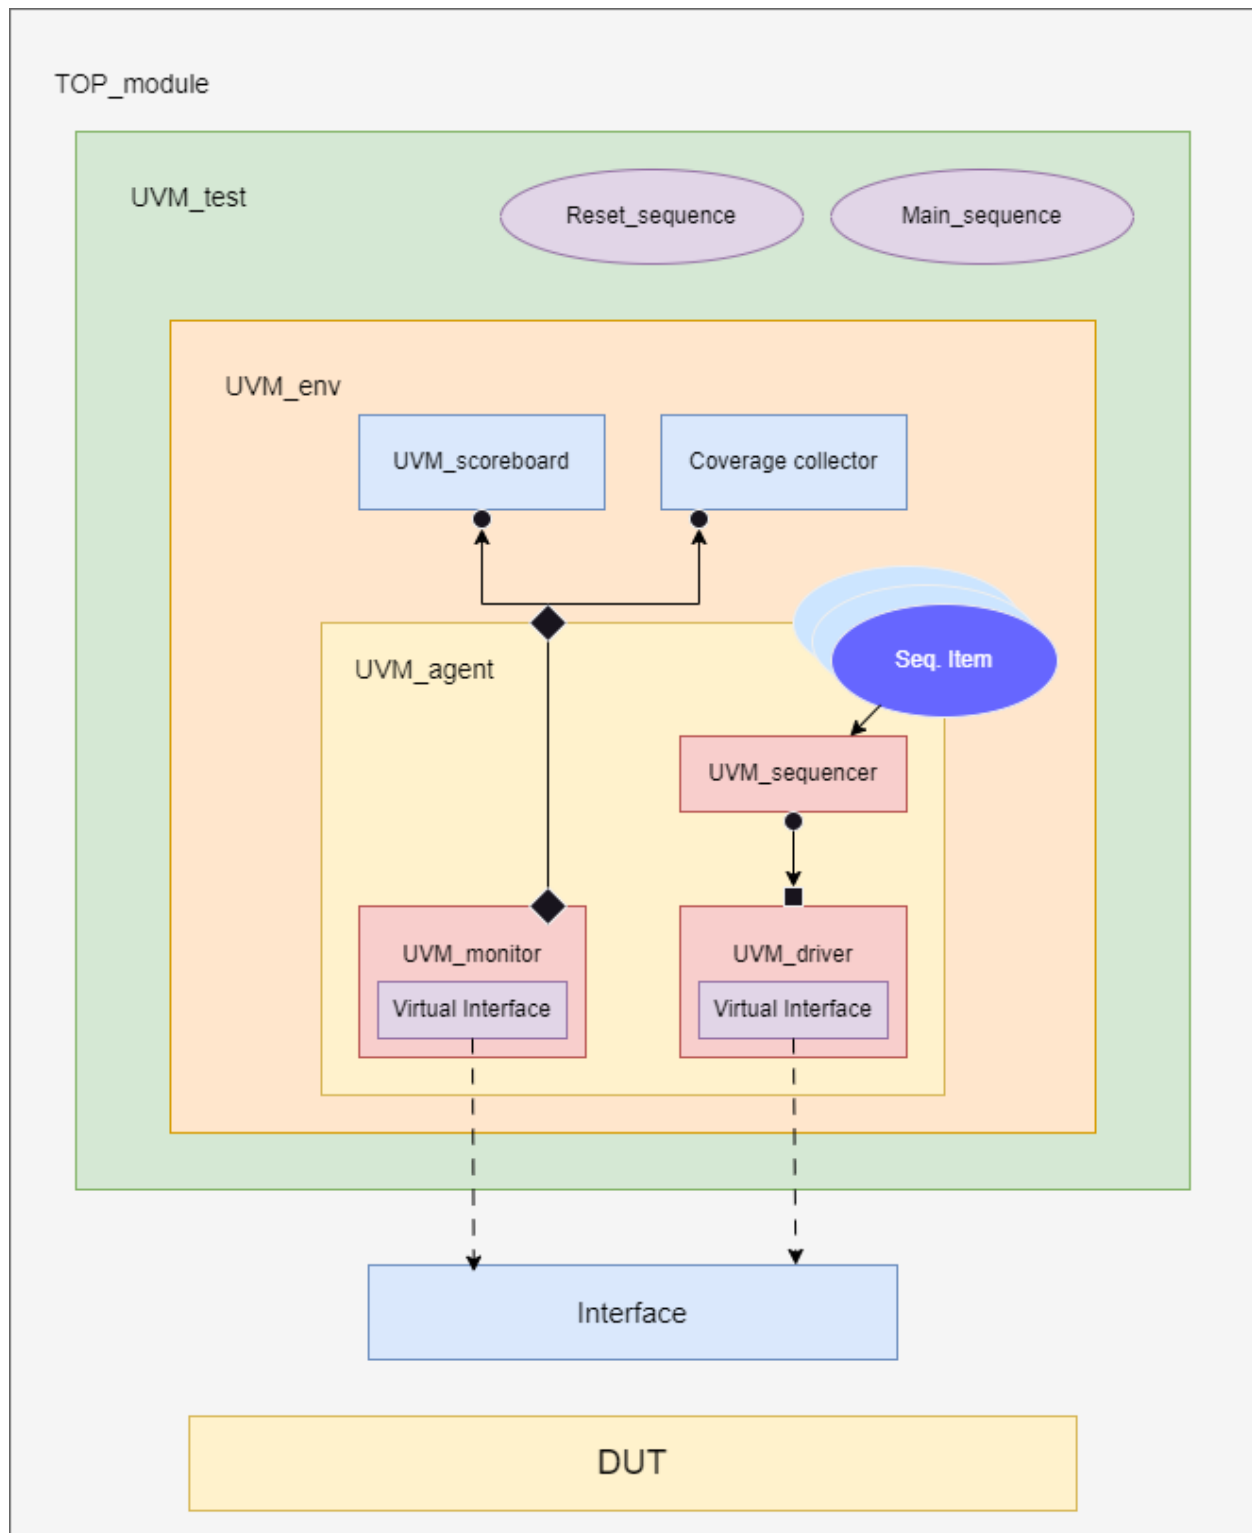 TOP_module
UVM_test
Reset_sequence
Main_sequence
UVM_env
UVM_scoreboard
Coverage collector
Seq. Item
UVM_agent
UVM_sequencer
UVM_monitor
Virtual Interface
UVM_driver
Virtual Interface
Interface
DUT